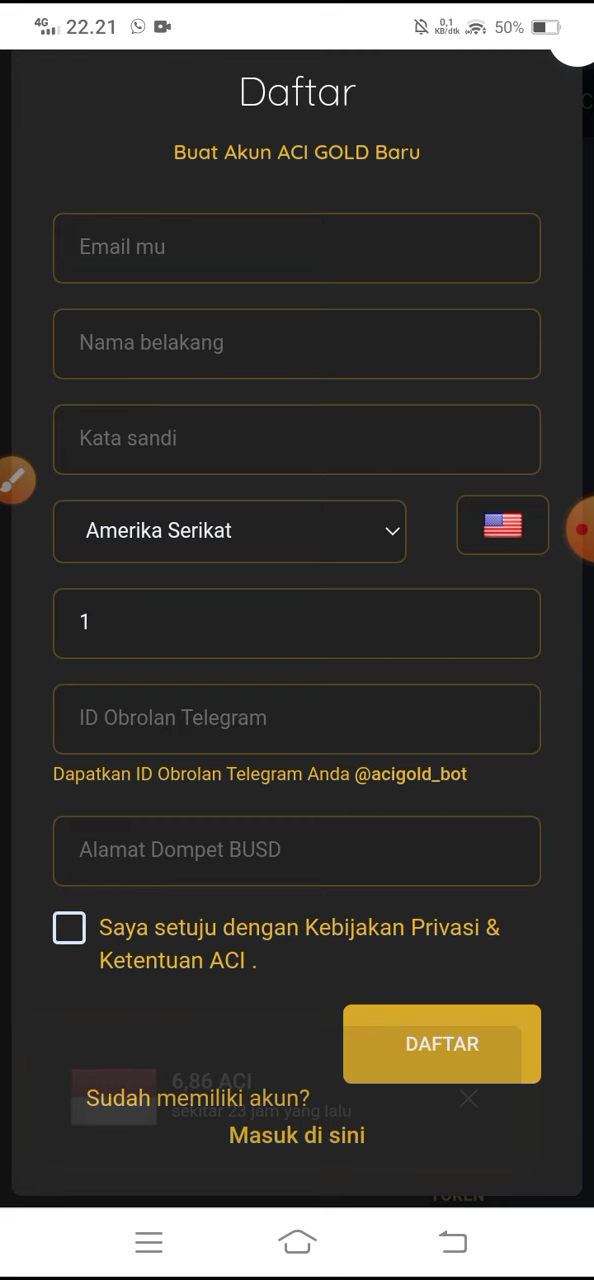 4G 22.21 0,1 KB/dtk 50%
Daftar
Buat Akun ACI GOLD Baru
Email mu
Nama belakang
Kata sandi
Amerika Serikat
1
ID Obrolan Telegram
Dapatkan ID Obrolan Telegram Anda @acigold_bot
Alamat Dompet BUSD
Saya setuju dengan Kebijakan Privasi &
Ketentuan ACI .
DAFTAR
6,86 ACI
Sudah memiliki akun?
sekitar 23 jam yang lalu
Masuk di sini
TOKEN